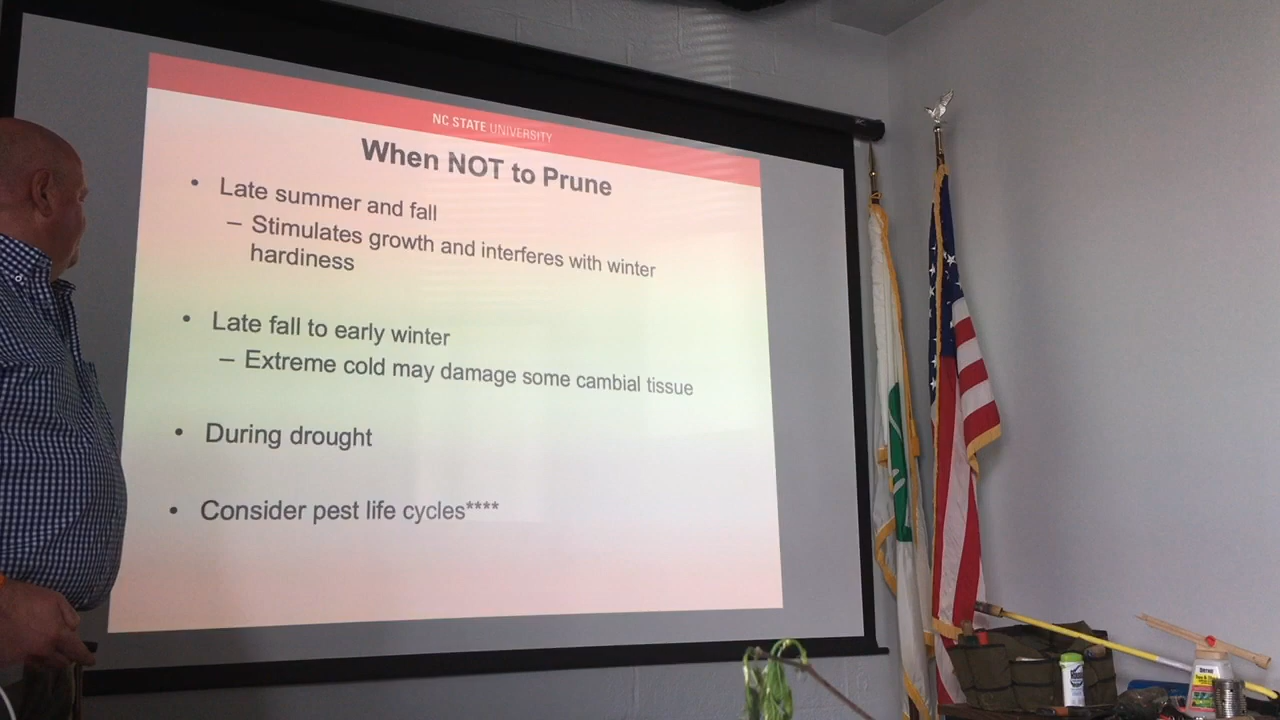 NC STATE UNIVERSITY
When NOT to Prune
• Late summer and fall
– Stimulates growth and interferes with winter
hardiness
• Late fall to early winter
– Extreme cold may damage some cambial tissue
• During drought
• Consider pest life cycles****